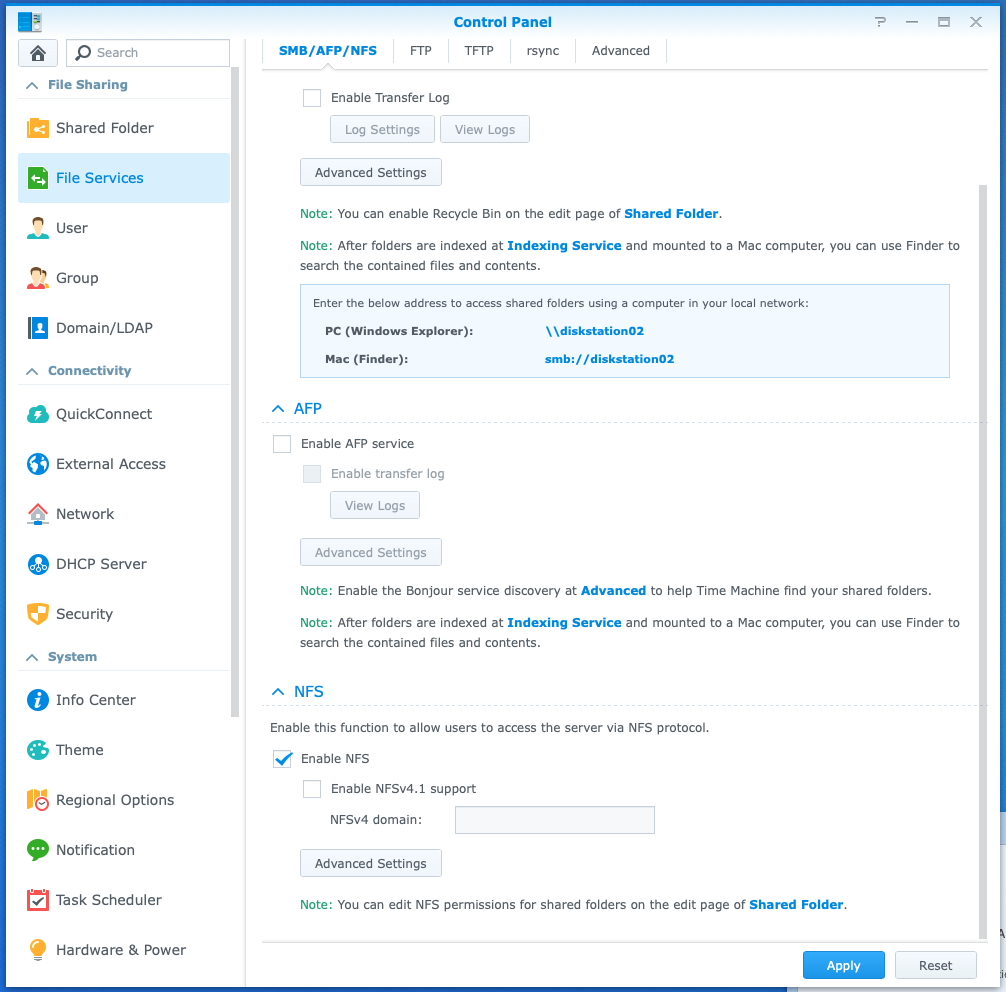 Control Panel
Search
SMB/AFP/NFS FTP TFTP rsync Advanced
File Sharing
Shared Folder
File Services
User
Group
Domain/LDAP
Connectivity
QuickConnect
External Access
Network
DHCP Server
Security
System
Info Center
Theme
Regional Options
Notification
Task Scheduler
Hardware & Power
Enable Transfer Log
Log Settings View Logs
Advanced Settings
Note: You can enable Recycle Bin on the edit page of Shared Folder.
Note: After folders are indexed at Indexing Service and mounted to a Mac computer, you can use Finder to
search the contained files and contents.
Enter the below address to access shared folders using a computer in your local network:
PC (Windows Explorer): \\diskstation02
Mac (Finder): smb://diskstation02
AFP
Enable AFP service
Enable transfer log
View Logs
Advanced Settings
Note: Enable the Bonjour service discovery at Advanced to help Time Machine find your shared folders.
Note: After folders are indexed at Indexing Service and mounted to a Mac computer, you can use Finder to
search the contained files and contents.
NFS
Enable this function to allow users to access the server via NFS protocol.
Enable NFS
Enable NFSv4.1 support
NFSv4 domain:
Advanced Settings
Note: You can edit NFS permissions for shared folders on the edit page of Shared Folder.
Apply Reset